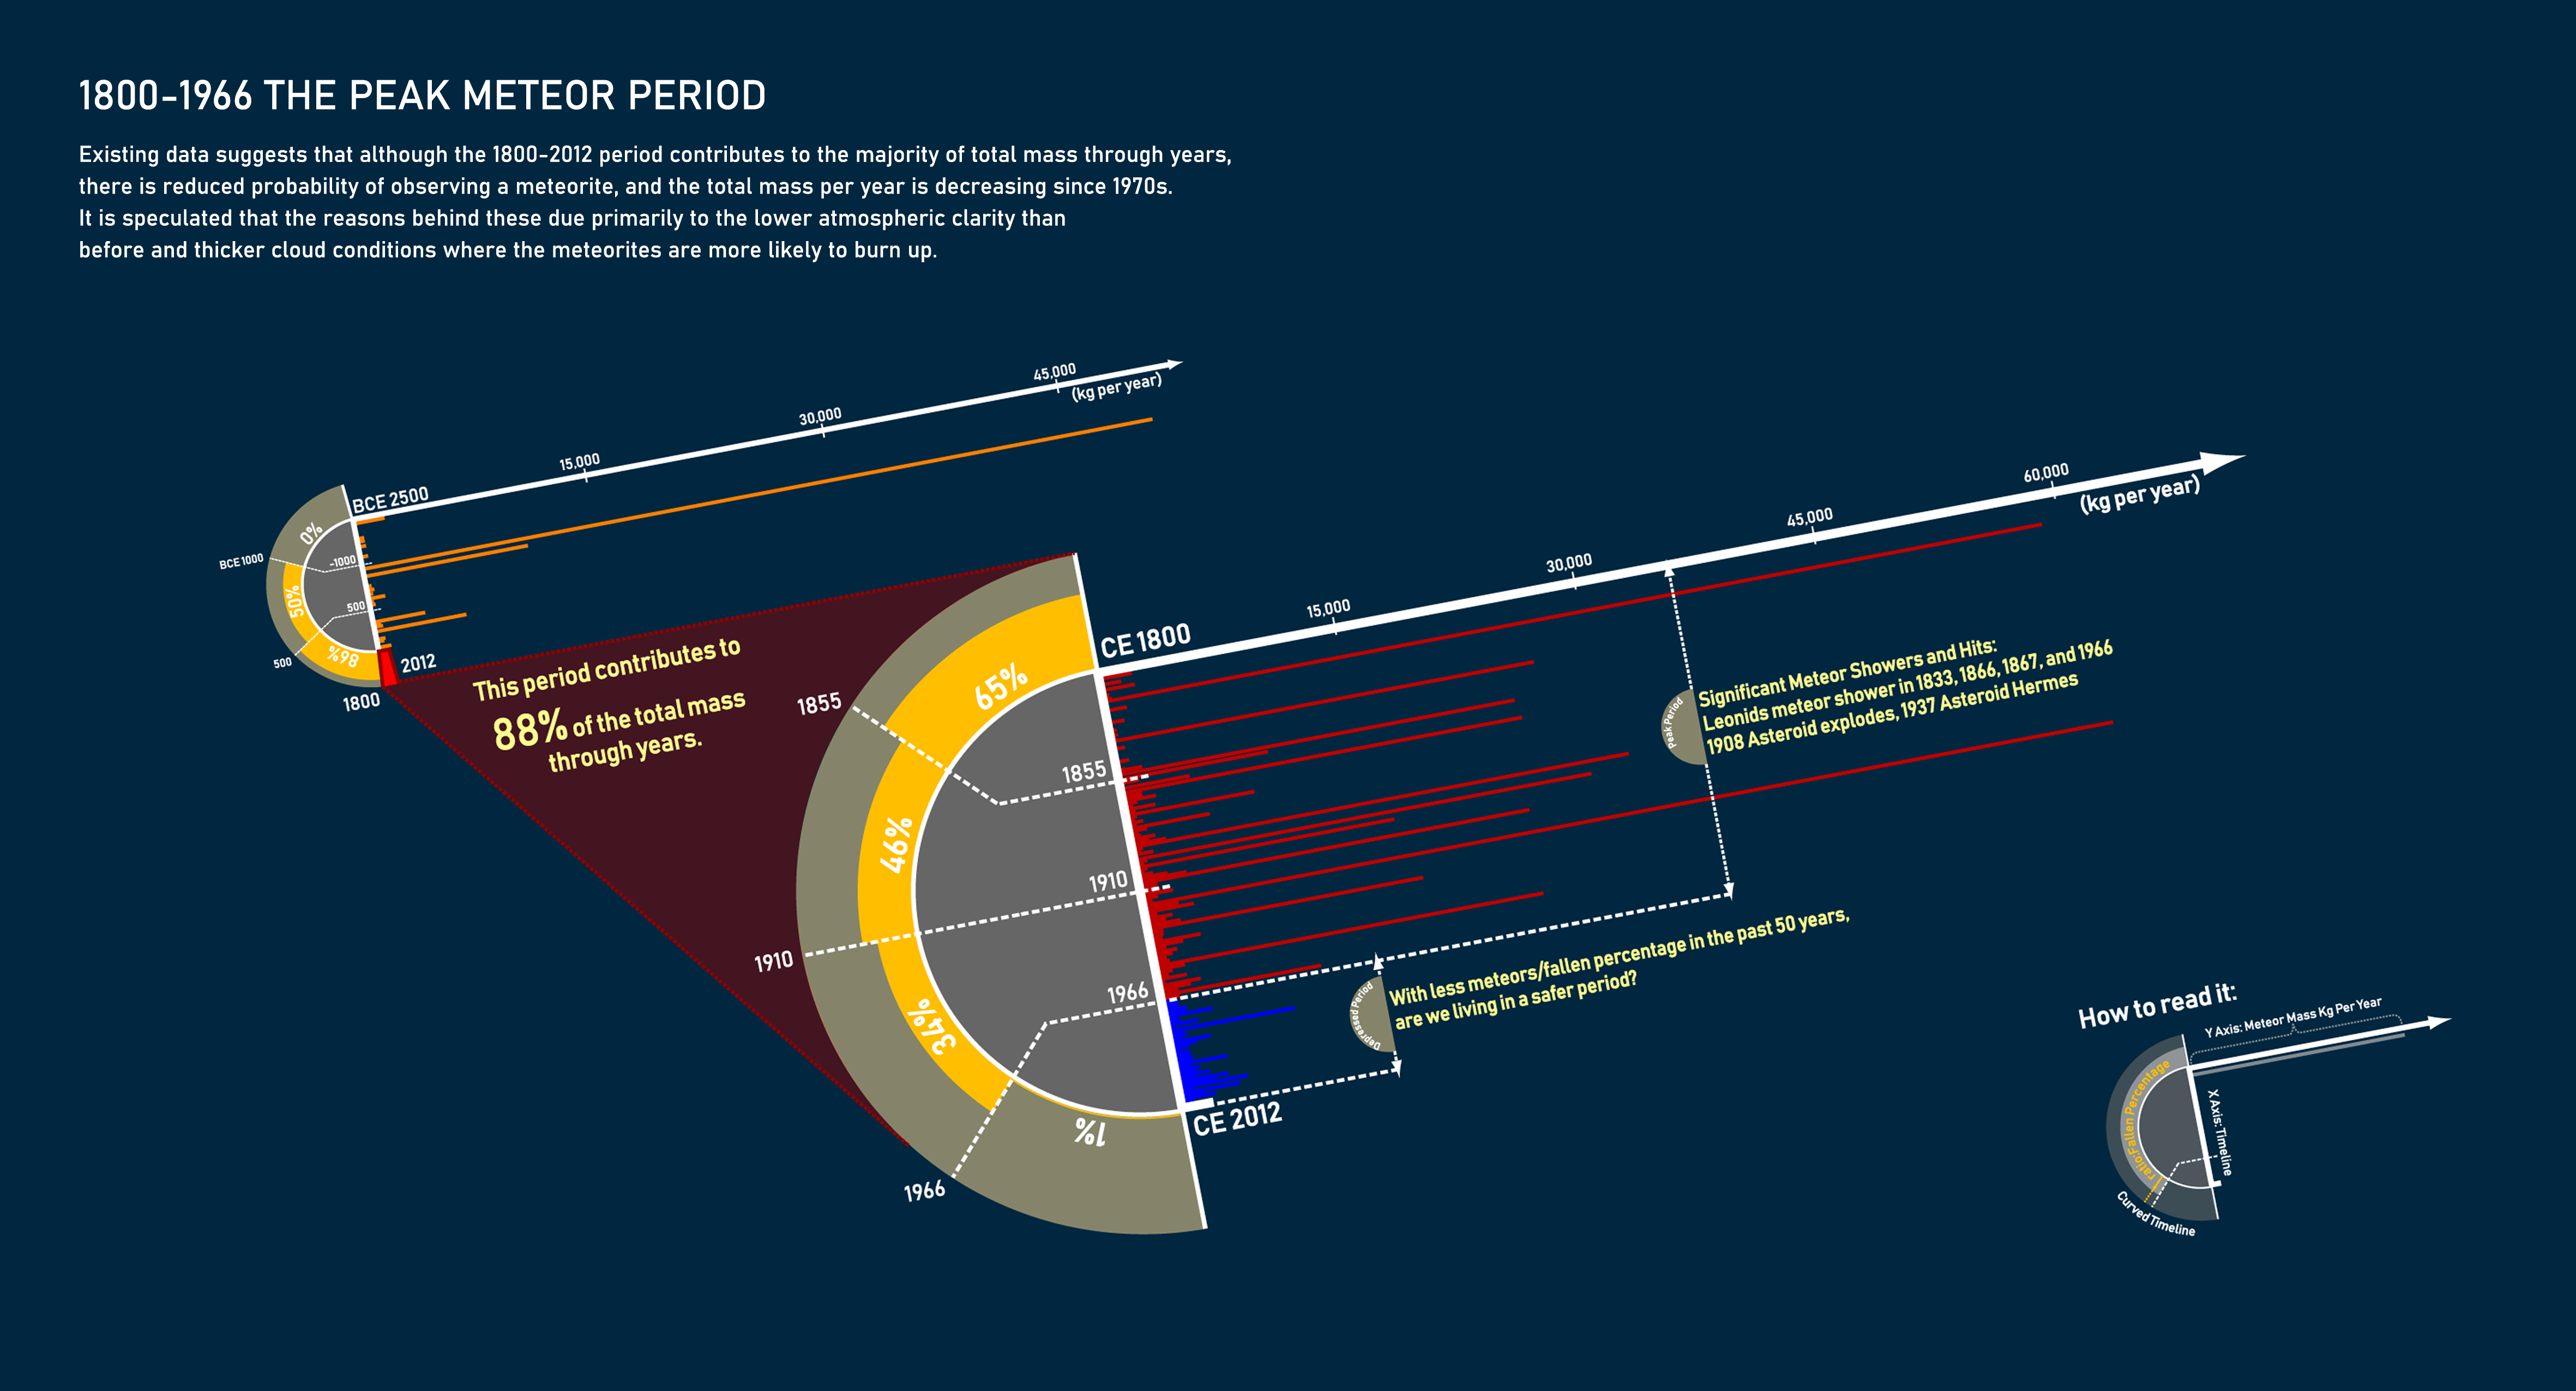 1800-1966 THE PEAK METEOR PERIOD
Existing data suggests that although the 1800-2012 period contributes to the majority of total mass through years,
there is reduced probability of observing a meteorite, and the total mass per year is decreasing since 1970s.
It is speculated that the reasons behind these due primarily to the lower atmospheric clarity than
before and thicker cloud conditions where the meteorites are more likely to burn up.
15,000
30,000
45,000
(kg per year)
BCE 2500
0%
BCE 1000
-1000
50%
500
500
86%
1800
2012
This period contributes to
88% of the total mass
through years.
CE 1800
15,000
30,000
45,000
60,000
(kg per year)
65%
1855
1855
46%
1910
1910
34%
1966
1966
1%
CE 2012
Peak Period
Significant Meteor Showers and Hits:
Leonids meteor shower in 1833, 1866, 1867, and 1966
1908 Asteroid explodes, 1937 Asteroid Hermes
Depressed Period
With less meteors/fallen percentage in the past 50 years,
are we living in a safer period?
How to read it:
Y Axis: Meteor Mass Kg Per Year
X Axis: Timeline
ratio:Fallen Percentage
Curved Timeline